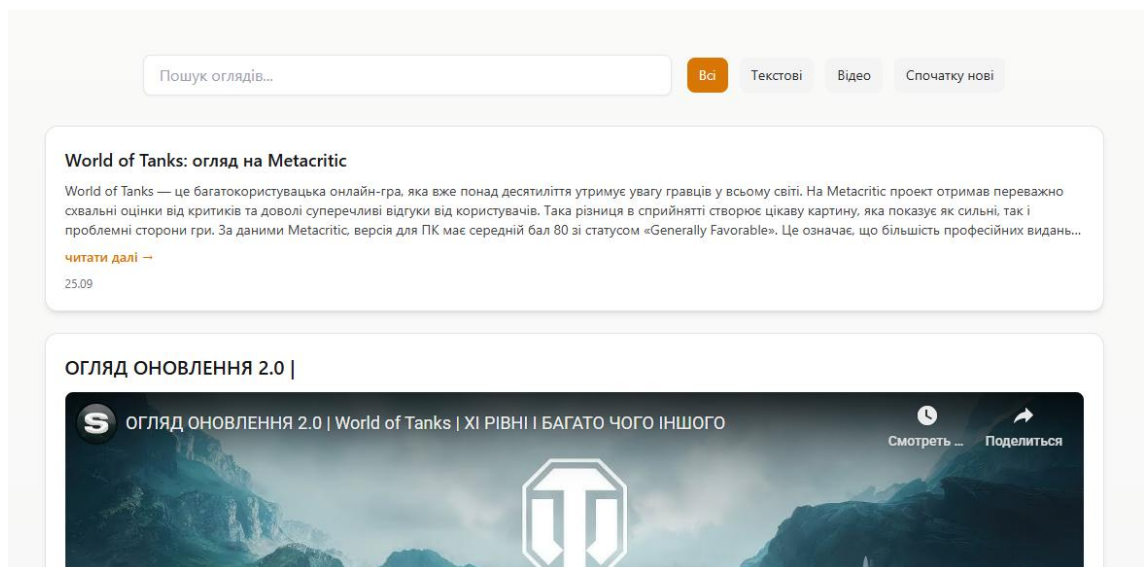 Пошук оглядів...
Всі
Текстові
Відео
Спочатку нові
World of Tanks: огляд на Metacritic
World of Tanks — це багатокористувацька онлайн-гра, яка вже понад десятиліття утримує увагу гравців у всьому світі. На Metacritic проект отримав переважно
схвальні оцінки від критиків та доволі суперечливі відгуки від користувачів. Така різниця в сприйнятті створює цікаву картину, яка показує як сильні, так і
проблемні сторони гри. За даними Metacritic, версія для ПК має середній бал 80 зі статусом «Generally Favorable». Це означає, що більшість професійних видань...
читати далі →
25.09
ОГЛЯД ОНОВЛЕННЯ 2.0 |
S
ОГЛЯД ОНОВЛЕННЯ 2.0 | World of Tanks | XI РІВНІ І БАГАТО ЧОГО ІНШОГО
Смотреть ...
Поделиться